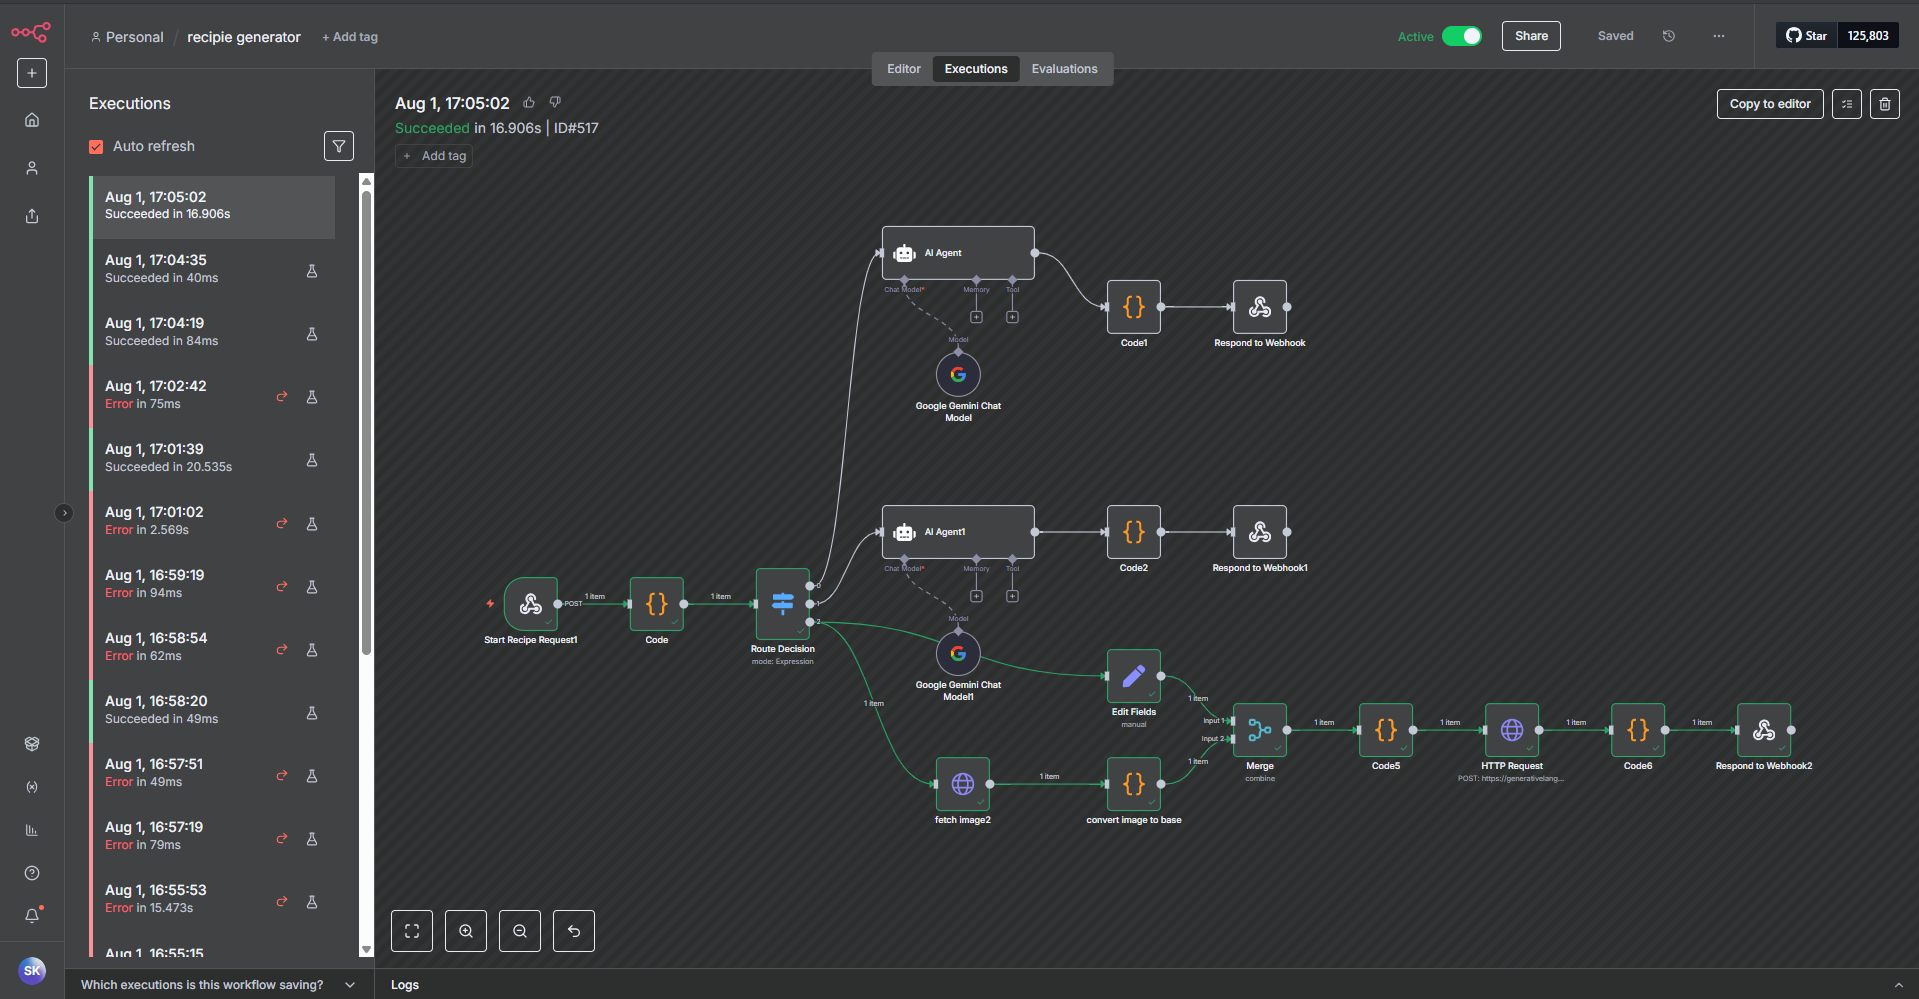 Personal / recipie generator + Add tag
Active Share Saved ... Star 125,803
Editor Executions Evaluations
Executions
Auto refresh
Aug 1, 17:05:02
Succeeded in 16.906s
Aug 1, 17:04:35
Succeeded in 40ms
Aug 1, 17:04:19
Succeeded in 84ms
Aug 1, 17:02:42
Error in 75ms
Aug 1, 17:01:39
Succeeded in 20.535s
Aug 1, 17:01:02
Error in 2.569s
Aug 1, 16:59:19
Error in 94ms
Aug 1, 16:58:54
Error in 62ms
Aug 1, 16:58:20
Succeeded in 49ms
Aug 1, 16:57:51
Error in 49ms
Aug 1, 16:57:19
Error in 79ms
Aug 1, 16:55:53
Error in 15.473s
Aug 1, 16:55:15
SK
Which executions is this workflow saving?
Aug 1, 17:05:02
Succeeded in 16.906s | ID#517
+ Add tag
Copy to editor
AI Agent
Chat Model* Memory Tool
Model
Google Gemini Chat
Model
Code1
Respond to Webhook
AI Agent1
Chat Model* Memory Tool
Model
Google Gemini Chat
Model1
Code2
Respond to Webhook1
POST
1 item
1 item
0
1
2
Start Recipe Request1
Code
Route Decision
mode: Expression
1 item
Edit Fields
manual
fetch image2
1 item
convert image to base
1 item
Input 1
Input 2
1 item
Merge
combine
1 item
Code5
1 item
HTTP Request
POST: https://generativelang...
1 item
Code6
1 item
Respond to Webhook2
Logs